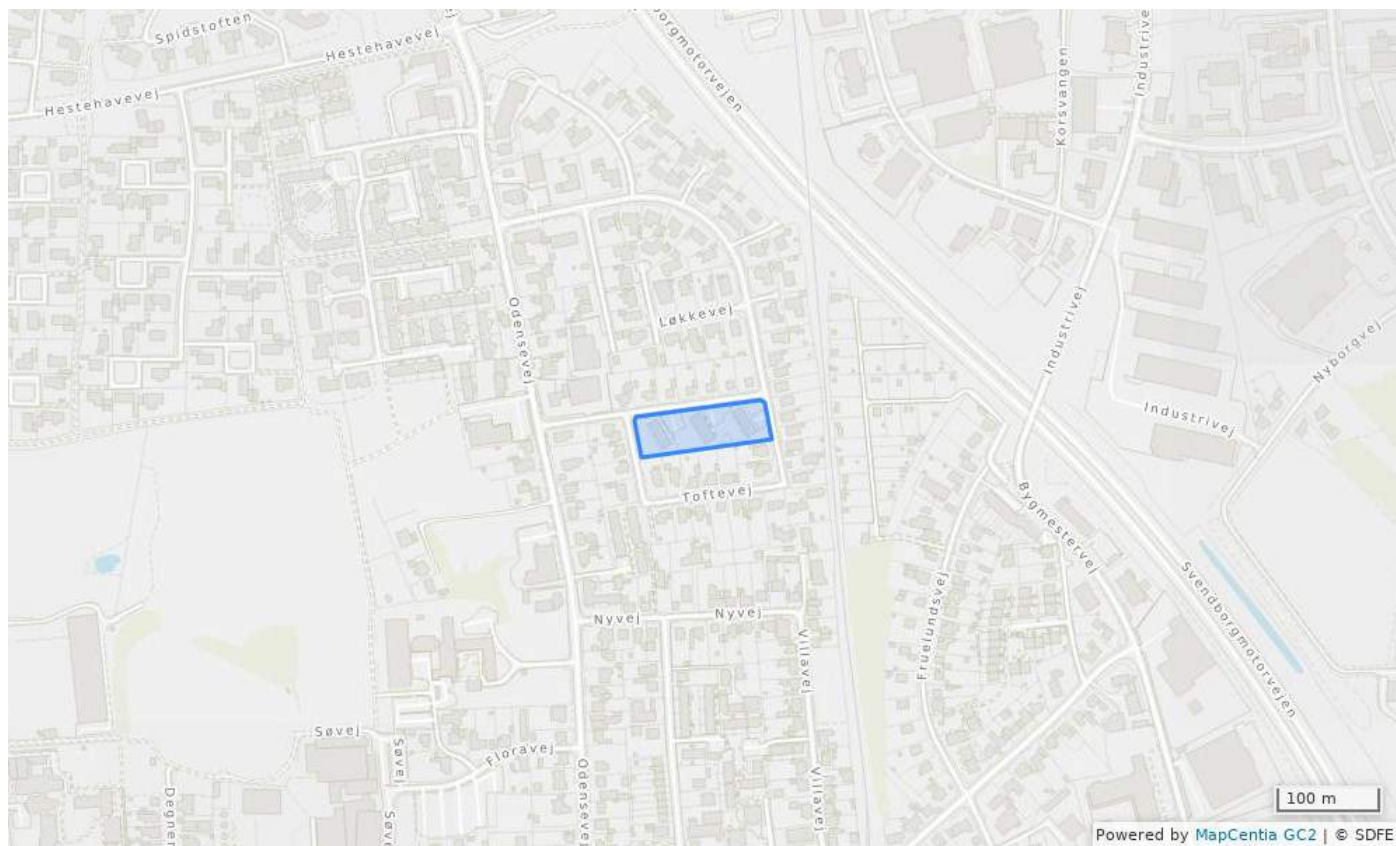 Spidstoften
Hestehavevej
Hestehavevej
Korsvangen
Industrivej
Løkkevej
Odensevej
Industrivej
Nyborgvej
Industrivej
Toftevej
Bygmestervej
Svendborgmotorvejen
Fruelundsvej
Nyvej
Nyvej
Villavej
Søvej
Søvej
Floravej
Odensevej
Villavej
100 m
Powered by MapCentia GC2 | © SDFE